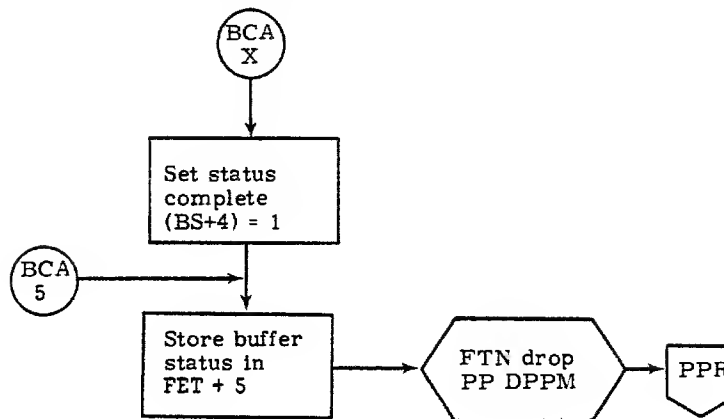 BCA
X
Set status
complete
(BS+4) = 1
BCA
5
Store buffer
status in
FET + 5
FTN drop
PP DPPM
PPR